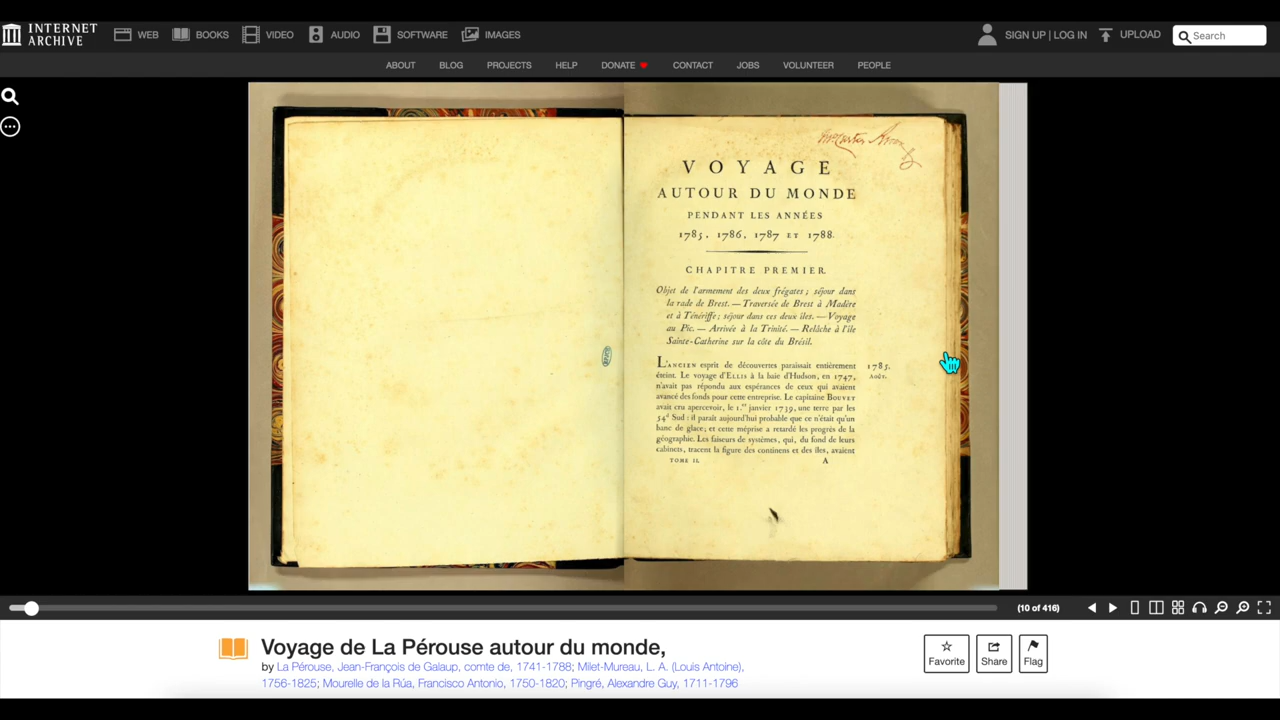 INTERNET ARCHIVE
WEB BOOKS VIDEO AUDIO SOFTWARE IMAGES
SIGN UP | LOG IN UPLOAD Search
ABOUT BLOG PROJECTS HELP DONATE CONTACT JOBS VOLUNTEER PEOPLE
VOYAGE
AUTOUR DU MONDE
PENDANT LES ANNÉES
1785, 1786, 1787 ET 1788.
CHAPITRE PREMIER.
Objet de l'armement des deux frégates ; séjour dant
la rade de Brest. — Traversée de Brest à Madère
et à Ténériffe ; séjour dans ces deux îles. — Voyage
au Pic. — Arrivée à la Trinité. — Relâche à l'île
Sainte-Catherine sur la côte du Brésil.
L'ANCIEN esprit de découvertes paraissait entièrement
éteint. Le voyage d'ELLIS à la baie d'Hudson, en 1747,
n'avait pas répondu aux espérances de ceux qui avaient
avancé des fonds pour cette entreprise. Le capitaine BOUVET
avait cru apercevoir, le 1.er janvier 1739, une terre par les
54d Sud : il paraît aujourd'hui probable que ce n'était qu'un
banc de glace; et cette méprise a retardé les progrès de la
géographie. Les faiseurs de systèmes, qui, du fond de leurs
cabinets, tracent la figure des continens et des îles, avaient
1785.
AOÛT.
TOME II. A
(10 of 416)
Voyage de La Pérouse autour du monde,
by La Pérouse, Jean-François de Galaup, comte de, 1741-1788; Milet-Mureau, L. A. (Louis Antoine),
1756-1825; Mourelle de la Rúa, Francisco Antonio, 1750-1820; Pingré, Alexandre Guy, 1711-1796
Favorite Share Flag